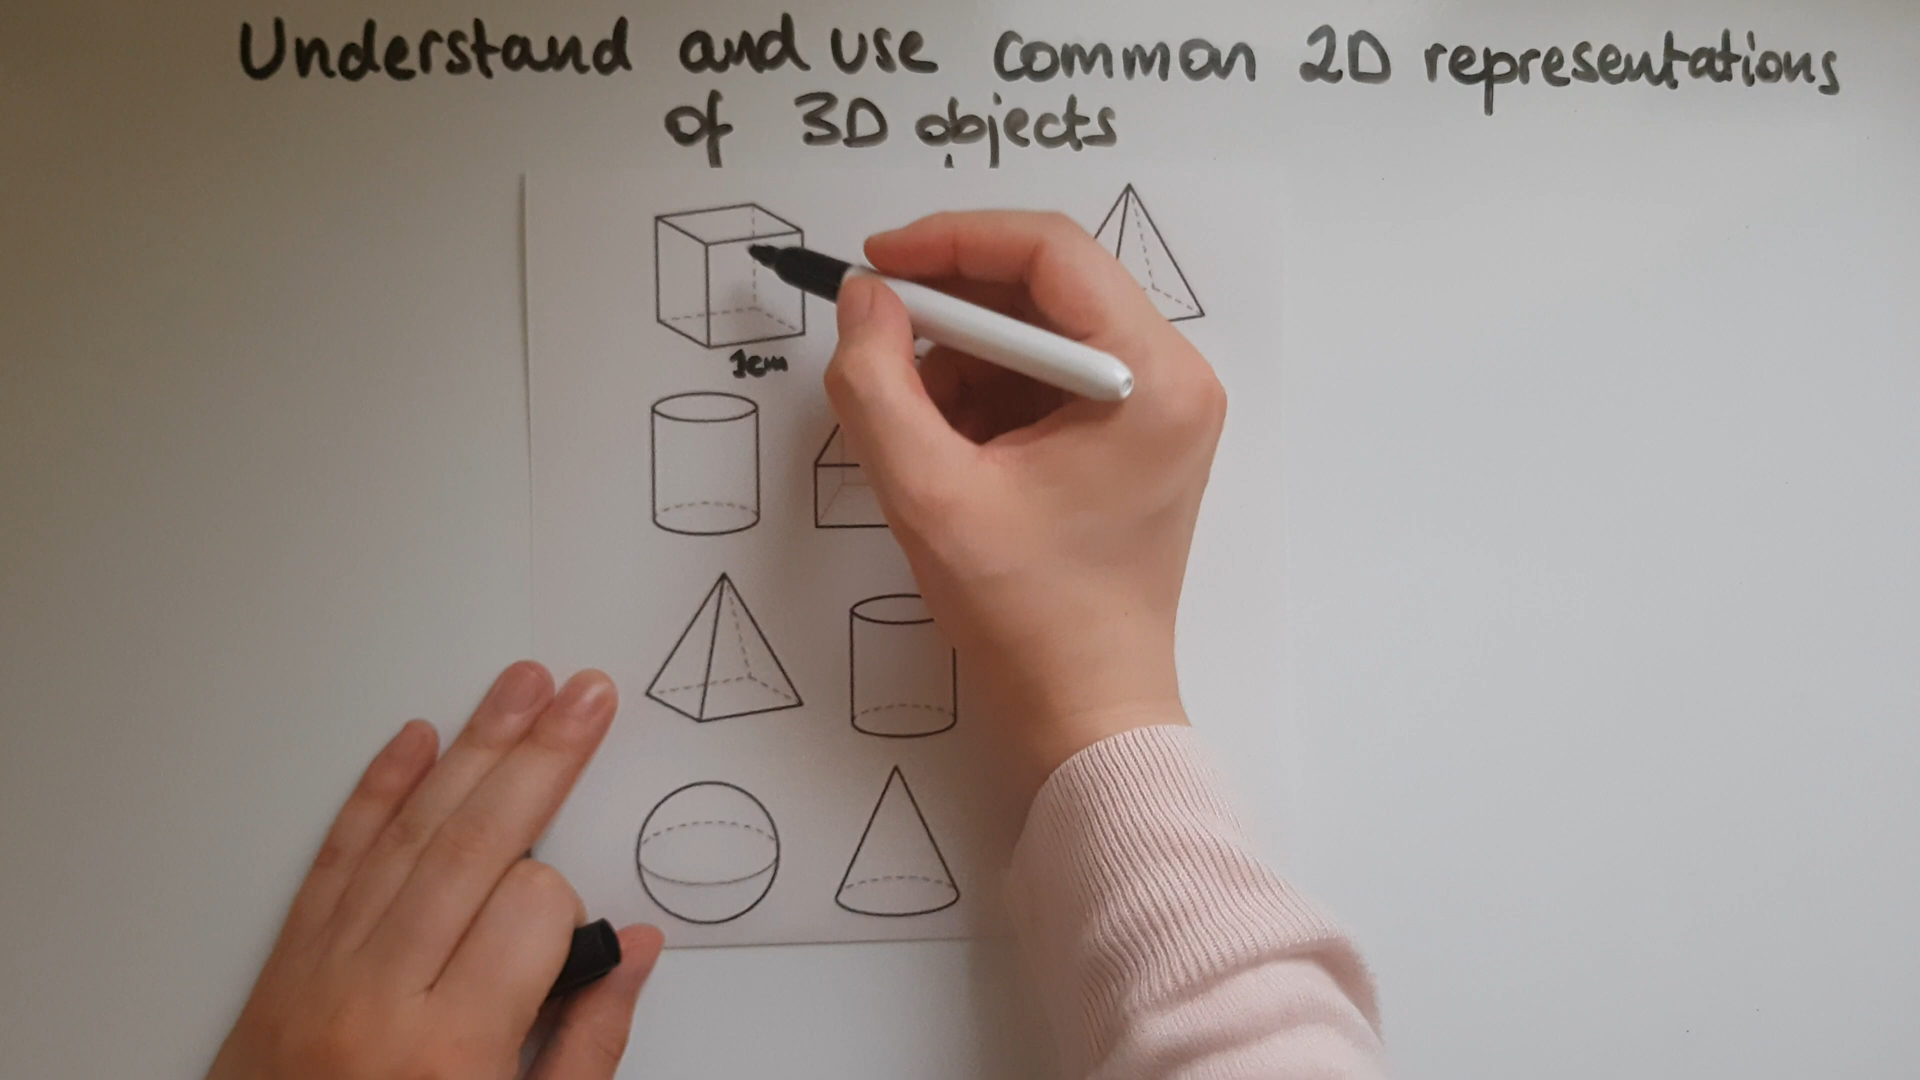 Understand and use common 2D representations
of 3D objects
1cm